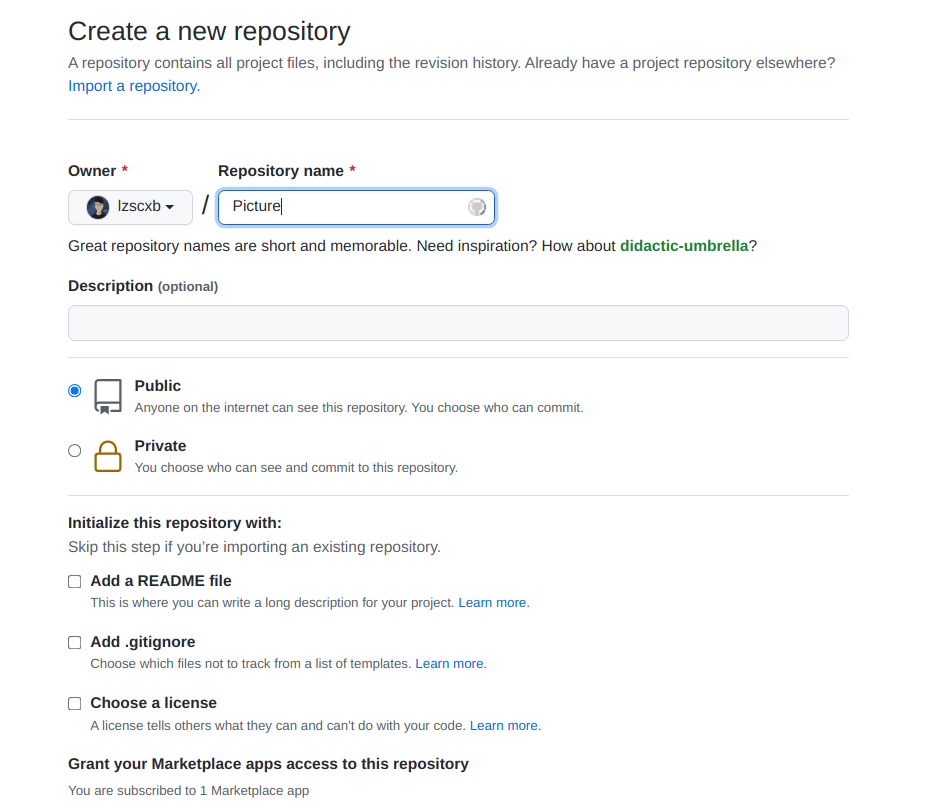 Create a new repository
A repository contains all project files, including the revision history. Already have a project repository elsewhere?
Import a repository.
Owner * Repository name *
lzscxb / Picture
Great repository names are short and memorable. Need inspiration? How about didactic-umbrella?
Description (optional)
Public
Anyone on the internet can see this repository. You choose who can commit.
Private
You choose who can see and commit to this repository.
Initialize this repository with:
Skip this step if you’re importing an existing repository.
Add a README file
This is where you can write a long description for your project. Learn more.
Add .gitignore
Choose which files not to track from a list of templates. Learn more.
Choose a license
A license tells others what they can and can't do with your code. Learn more.
Grant your Marketplace apps access to this repository
You are subscribed to 1 Marketplace app